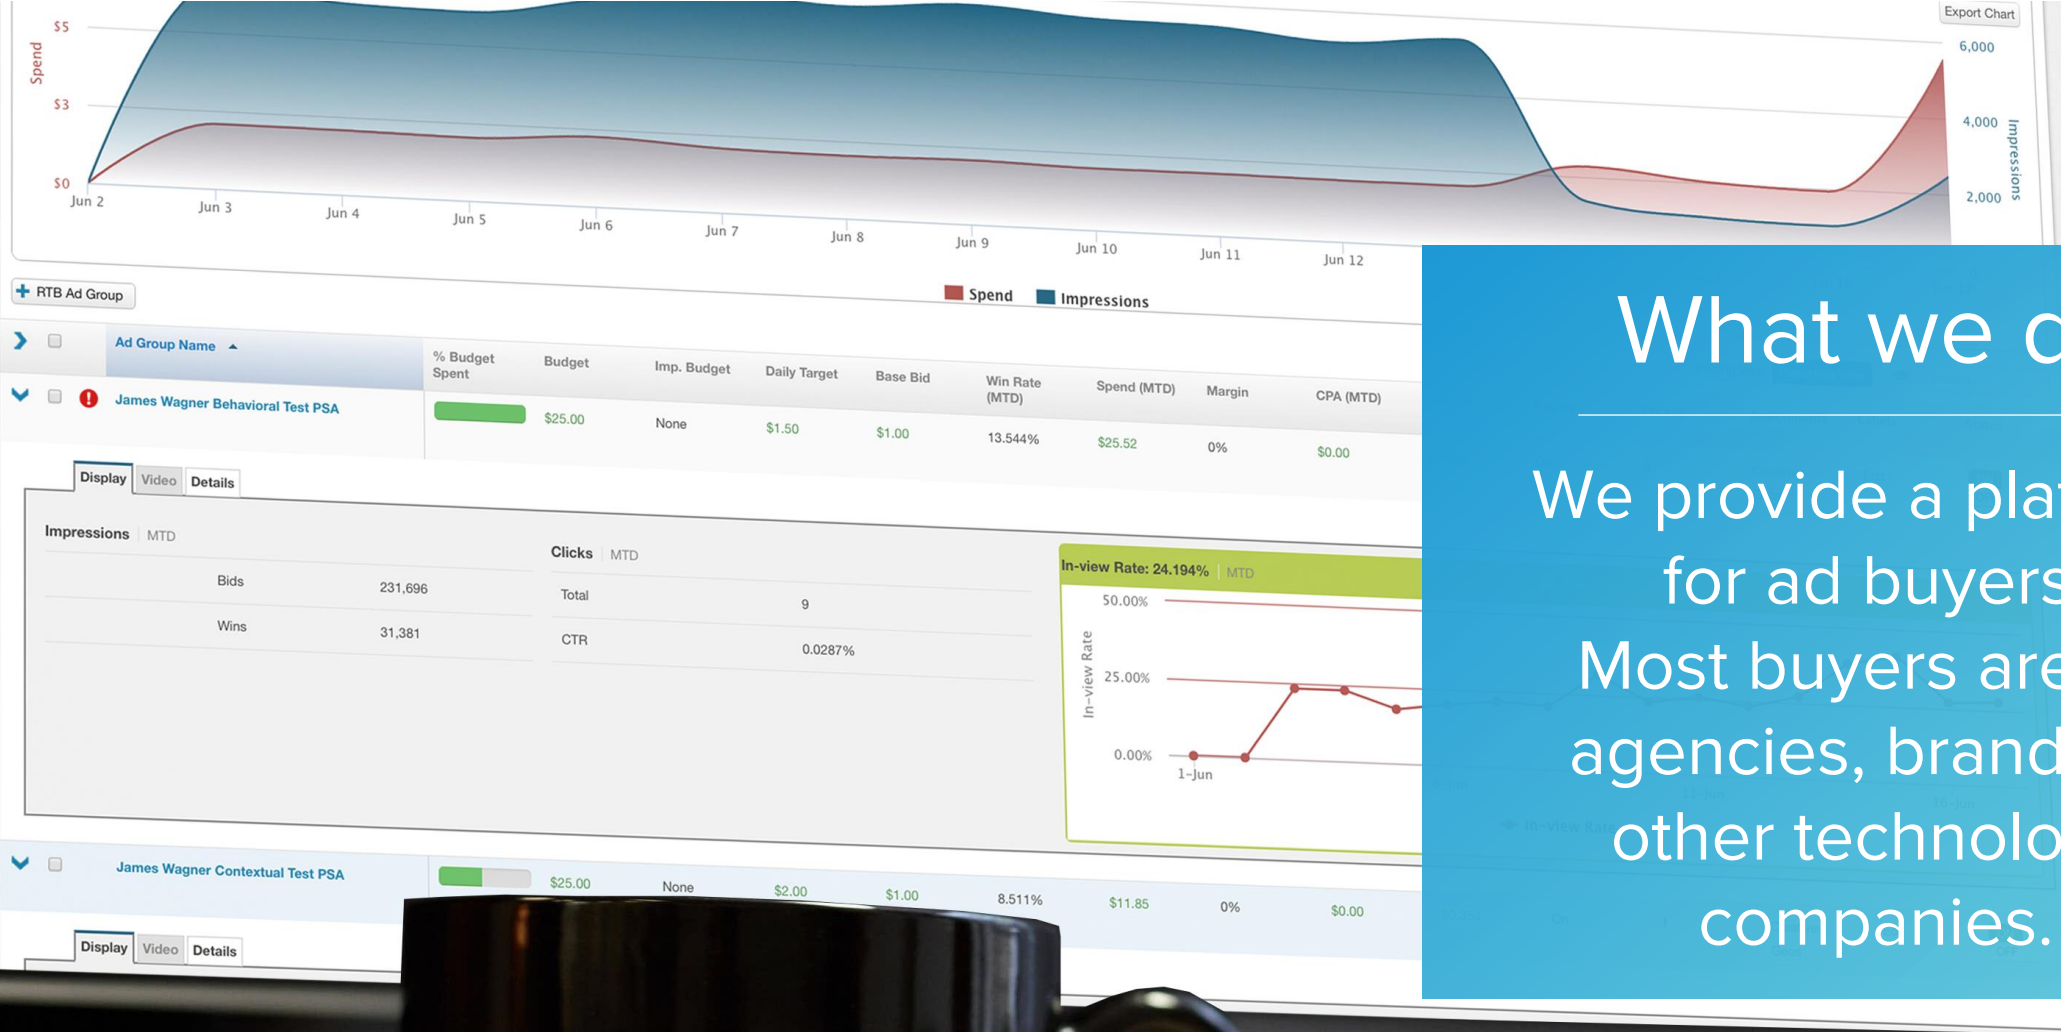 Export Chart
$5
$3
$0
Spend
6,000
4,000
2,000
Impressions
Jun 2
Jun 3
Jun 4
Jun 5
Jun 6
Jun 7
Jun 8
Jun 9
Jun 10
Jun 11
Jun 12
Spend
Impressions
RTB Ad Group
Ad Group Name
% Budget
Spent
Budget
Imp. Budget
Daily Target
Base Bid
Win Rate
(MTD)
Spend (MTD)
Margin
CPA (MTD)
James Wagner Behavioral Test PSA
$25.00
None
$1.50
$1.00
13.544%
$25.52
0%
$0.00
Display
Video
Details
Impressions
MTD
Bids
231,696
Wins
31,381
Clicks
MTD
Total
9
CTR
0.0287%
In-view Rate: 24.194%
MTD
50.00%
25.00%
0.00%
In-view Rate
1-Jun
James Wagner Contextual Test PSA
$25.00
None
$2.00
$1.00
8.511%
$11.85
0%
$0.00
Display
Video
Details
What we
We provide a
for ad buyers
Most buyers are
agencies,
other
companies.